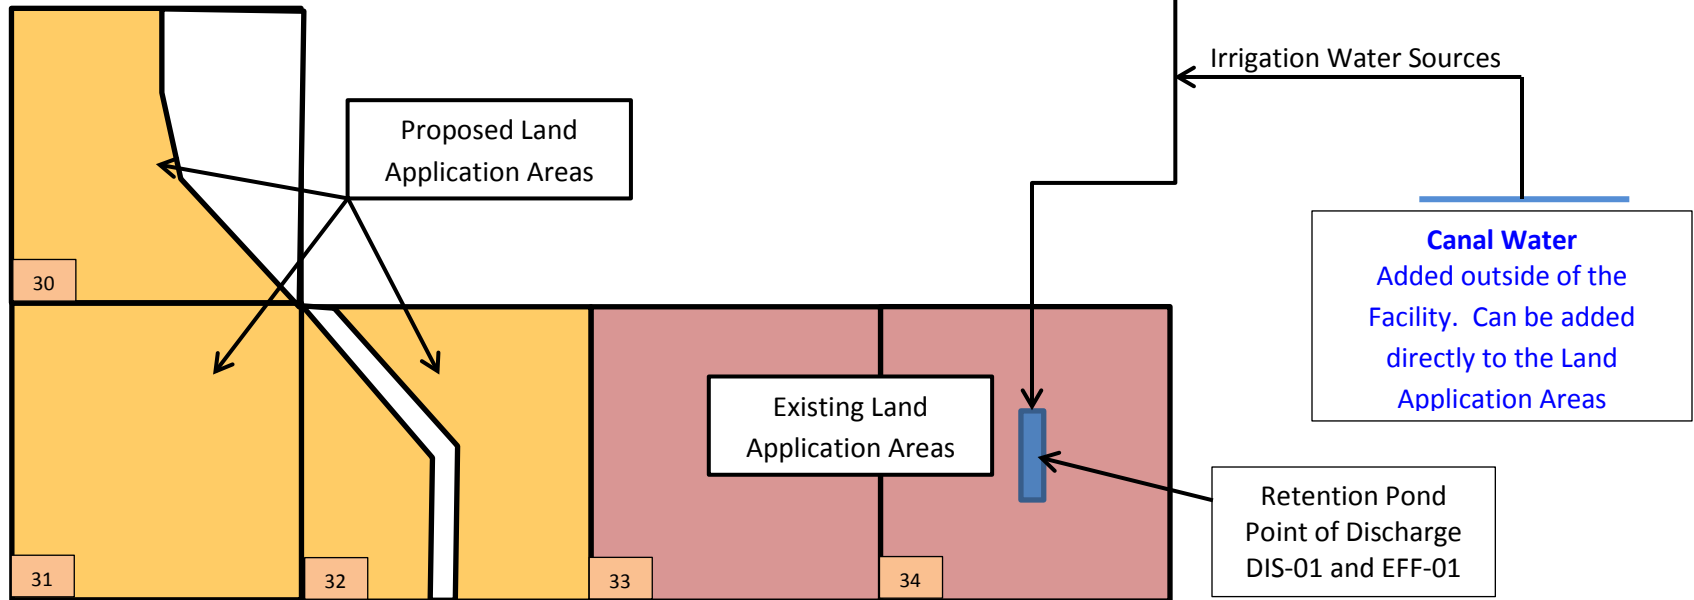 Irrigation Water Sources
Proposed Land
Application Areas
Canal Water
Added outside of the
Facility.  Can be added
directly to the Land
Application Areas
30
Existing Land
Application Areas
Retention Pond
Point of Discharge
DIS-01 and EFF-01
31
32
33
34